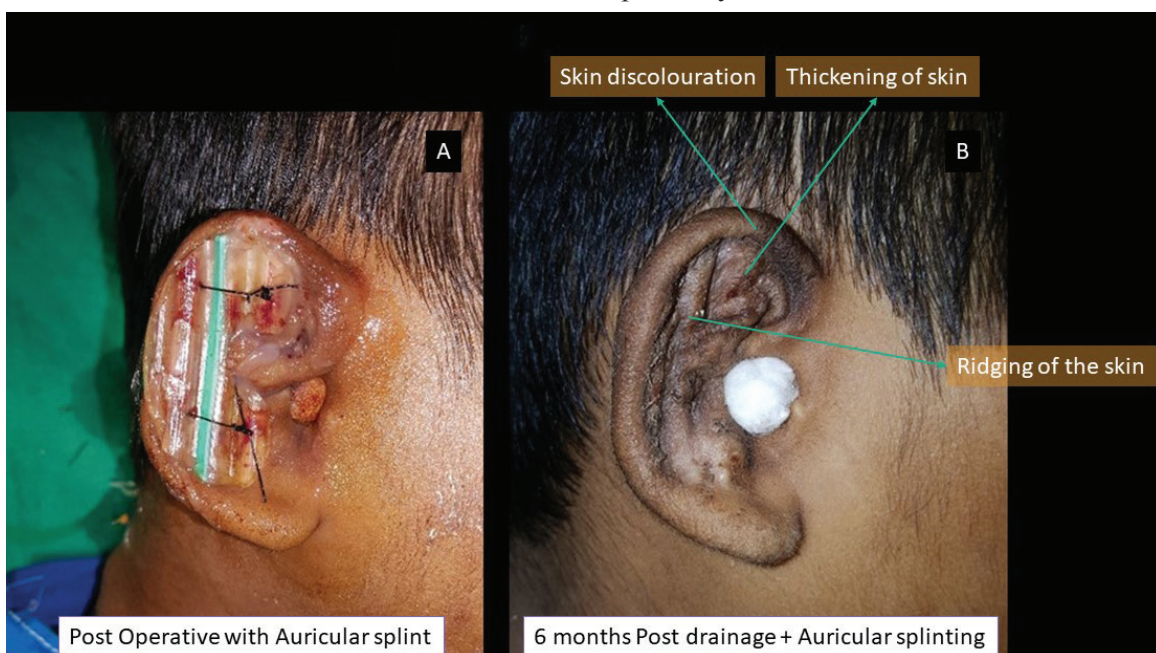 Skin discolouration
Thickening of skin
A
B
Ridging of the skin
Post Operative with Auricular splint
6 months Post drainage + Auricular splinting